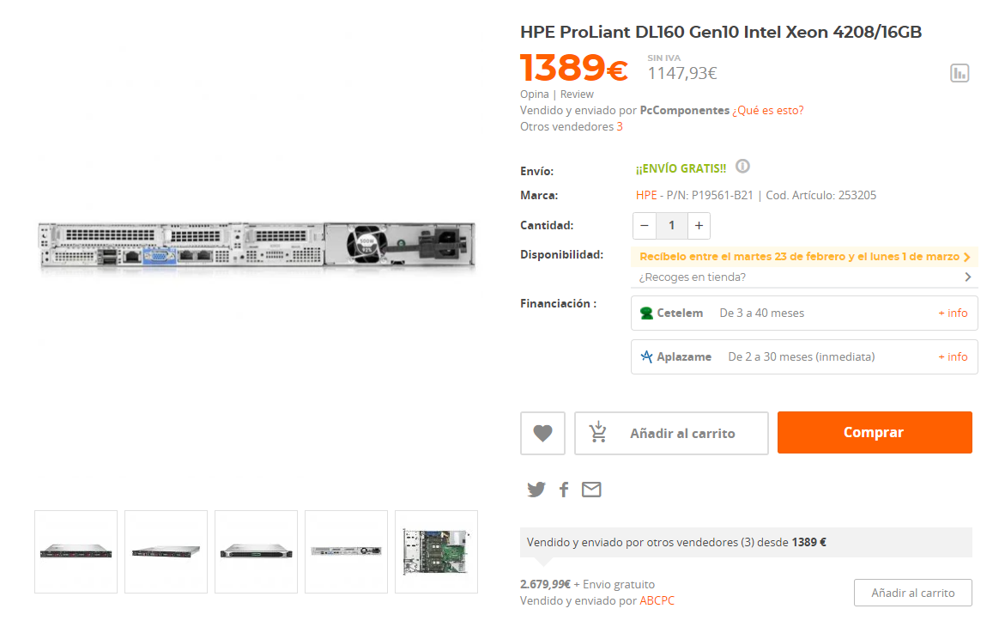 HPE ProLiant DL160 Gen10 Intel Xeon 4208/16GB
1389€
SIN IVA
1147,93€
Opina | Review
Vendido y enviado por PcComponentes ¿Qué es esto?
Otros vendedores 3
Envío: ¡¡ENVÍO GRATIS!!
Marca: HPE - P/N: P19561-B21 | Cod. Artículo: 253205
Cantidad: − 1 +
Disponibilidad: Recíbelo entre el martes 23 de febrero y el lunes 1 de marzo
¿Recoges en tienda?
Financiación :
Cetelem De 3 a 40 meses + info
Aplazame De 2 a 30 meses (inmediata) + info
Añadir al carrito
Comprar
Vendido y enviado por otros vendedores (3) desde 1389 €
2.679,99€ + Envio gratuito
Vendido y enviado por ABCPC
Añadir al carrito
500W
92%